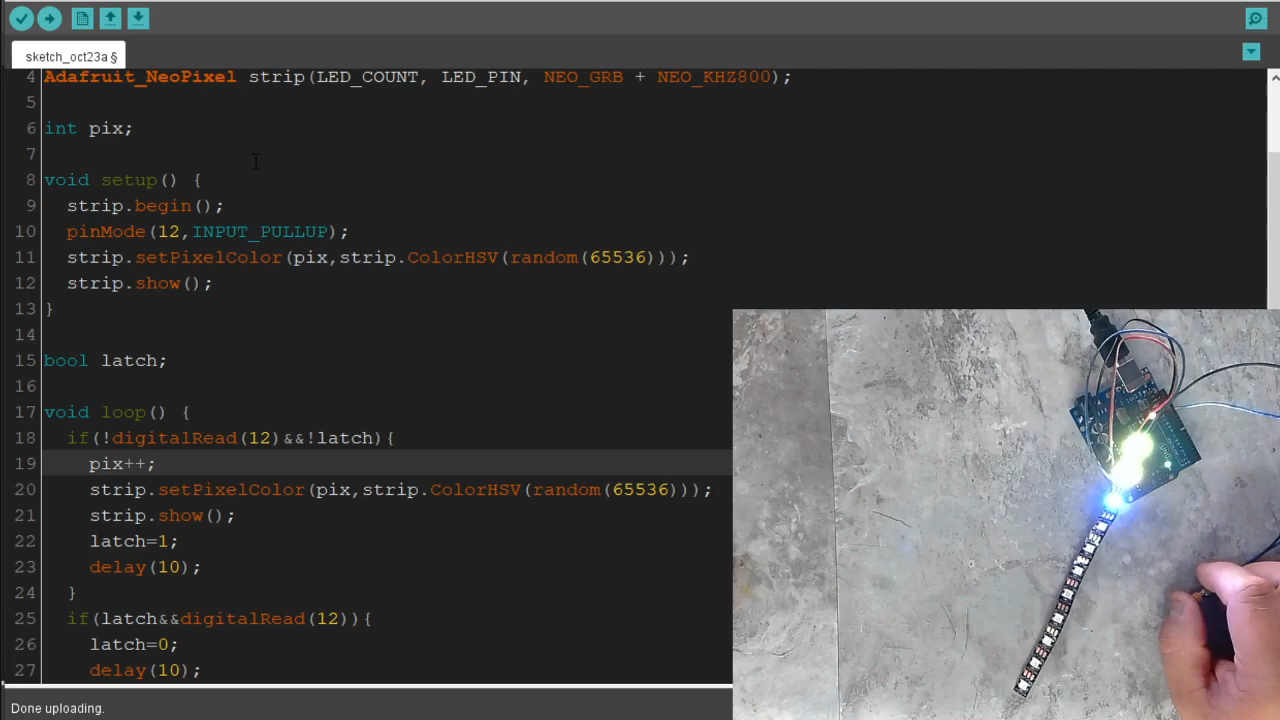 sketch_oct23a §
4 Adafruit_NeoPixel strip(LED_COUNT, LED_PIN, NEO_GRB + NEO_KHZ800);
5
6 int pix;
7
8 void setup() {
9 strip.begin();
10 pinMode(12,INPUT_PULLUP);
11 strip.setPixelColor(pix,strip.ColorHSV(random(65536)));
12 strip.show();
13 }
14
15 bool latch;
16
17 void loop() {
18 if(!digitalRead(12)&&!latch){
19 pix++;
20 strip.setPixelColor(pix,strip.ColorHSV(random(65536)));
21 strip.show();
22 latch=1;
23 delay(10);
24 }
25 if(latch&&digitalRead(12)){
26 latch=0;
27 delay(10);
Done uploading.